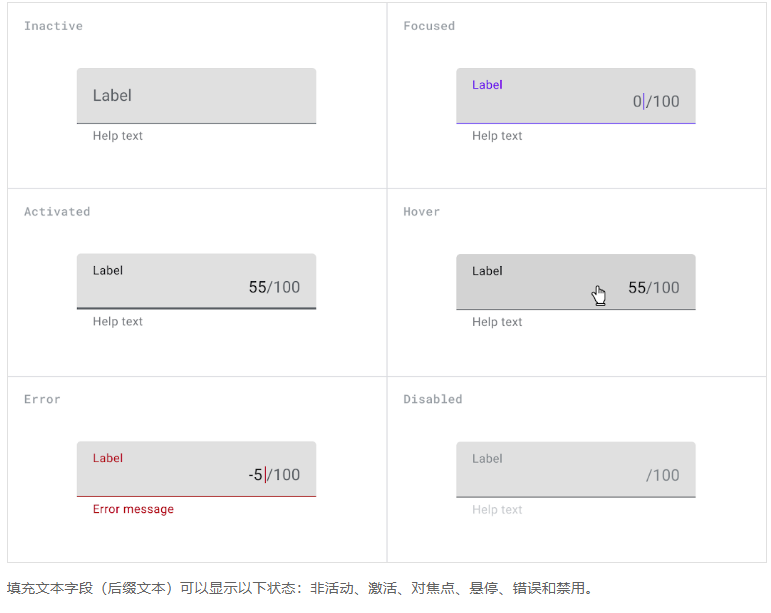 Inactive
Label
Help text
Focused
Label
0/100
Help text
Activated
Label
55/100
Help text
Hover
Label
55/100
Help text
Error
Label
-5/100
Error message
Disabled
Label
/100
Help text
填充文本字段（后缀文本）可以显示以下状态：非活动、激活、对焦点、悬停、错误和禁用。